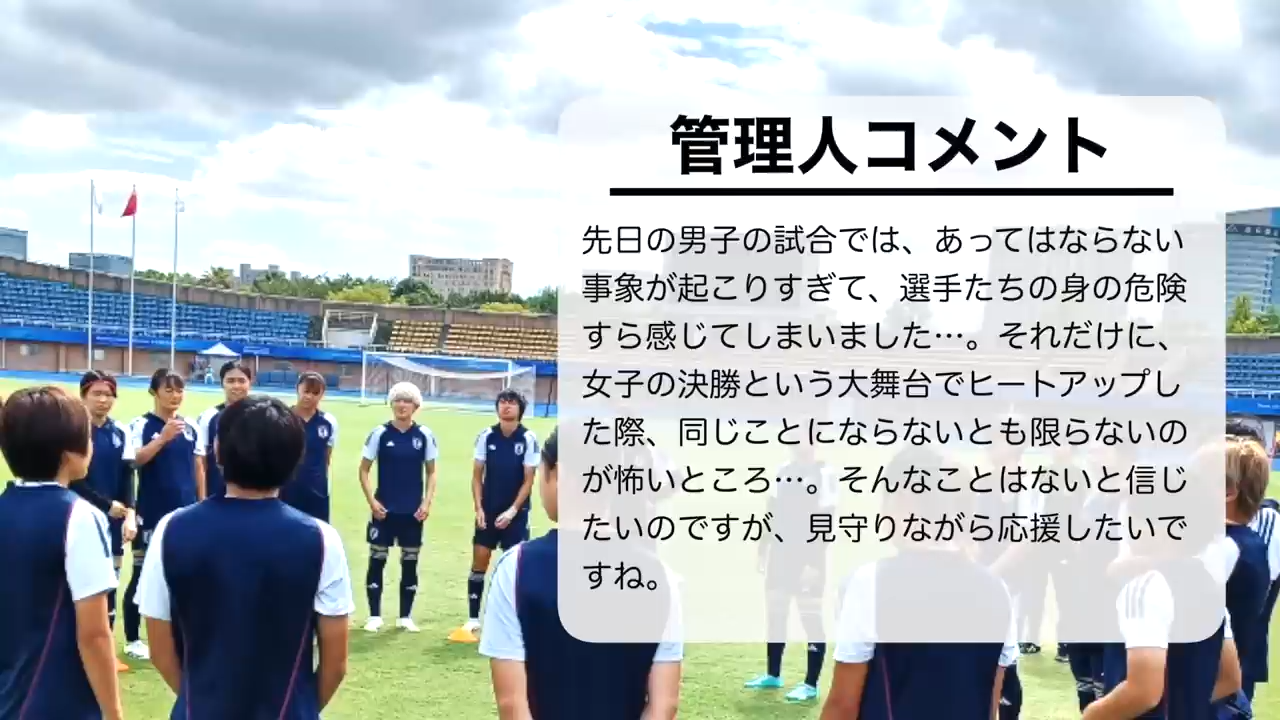 管理人コメント
先日の男子の試合では、あってはならない
事象が起こりすぎて、選手たちの身の危険
すら感じてしまいました…。それだけに、
女子の決勝という大舞台でヒートアップし
た際、同じことにならないとも限らないの
が怖いところ…。そんなことはないと信じ
たいのですが、見守りながら応援したいで
すね。